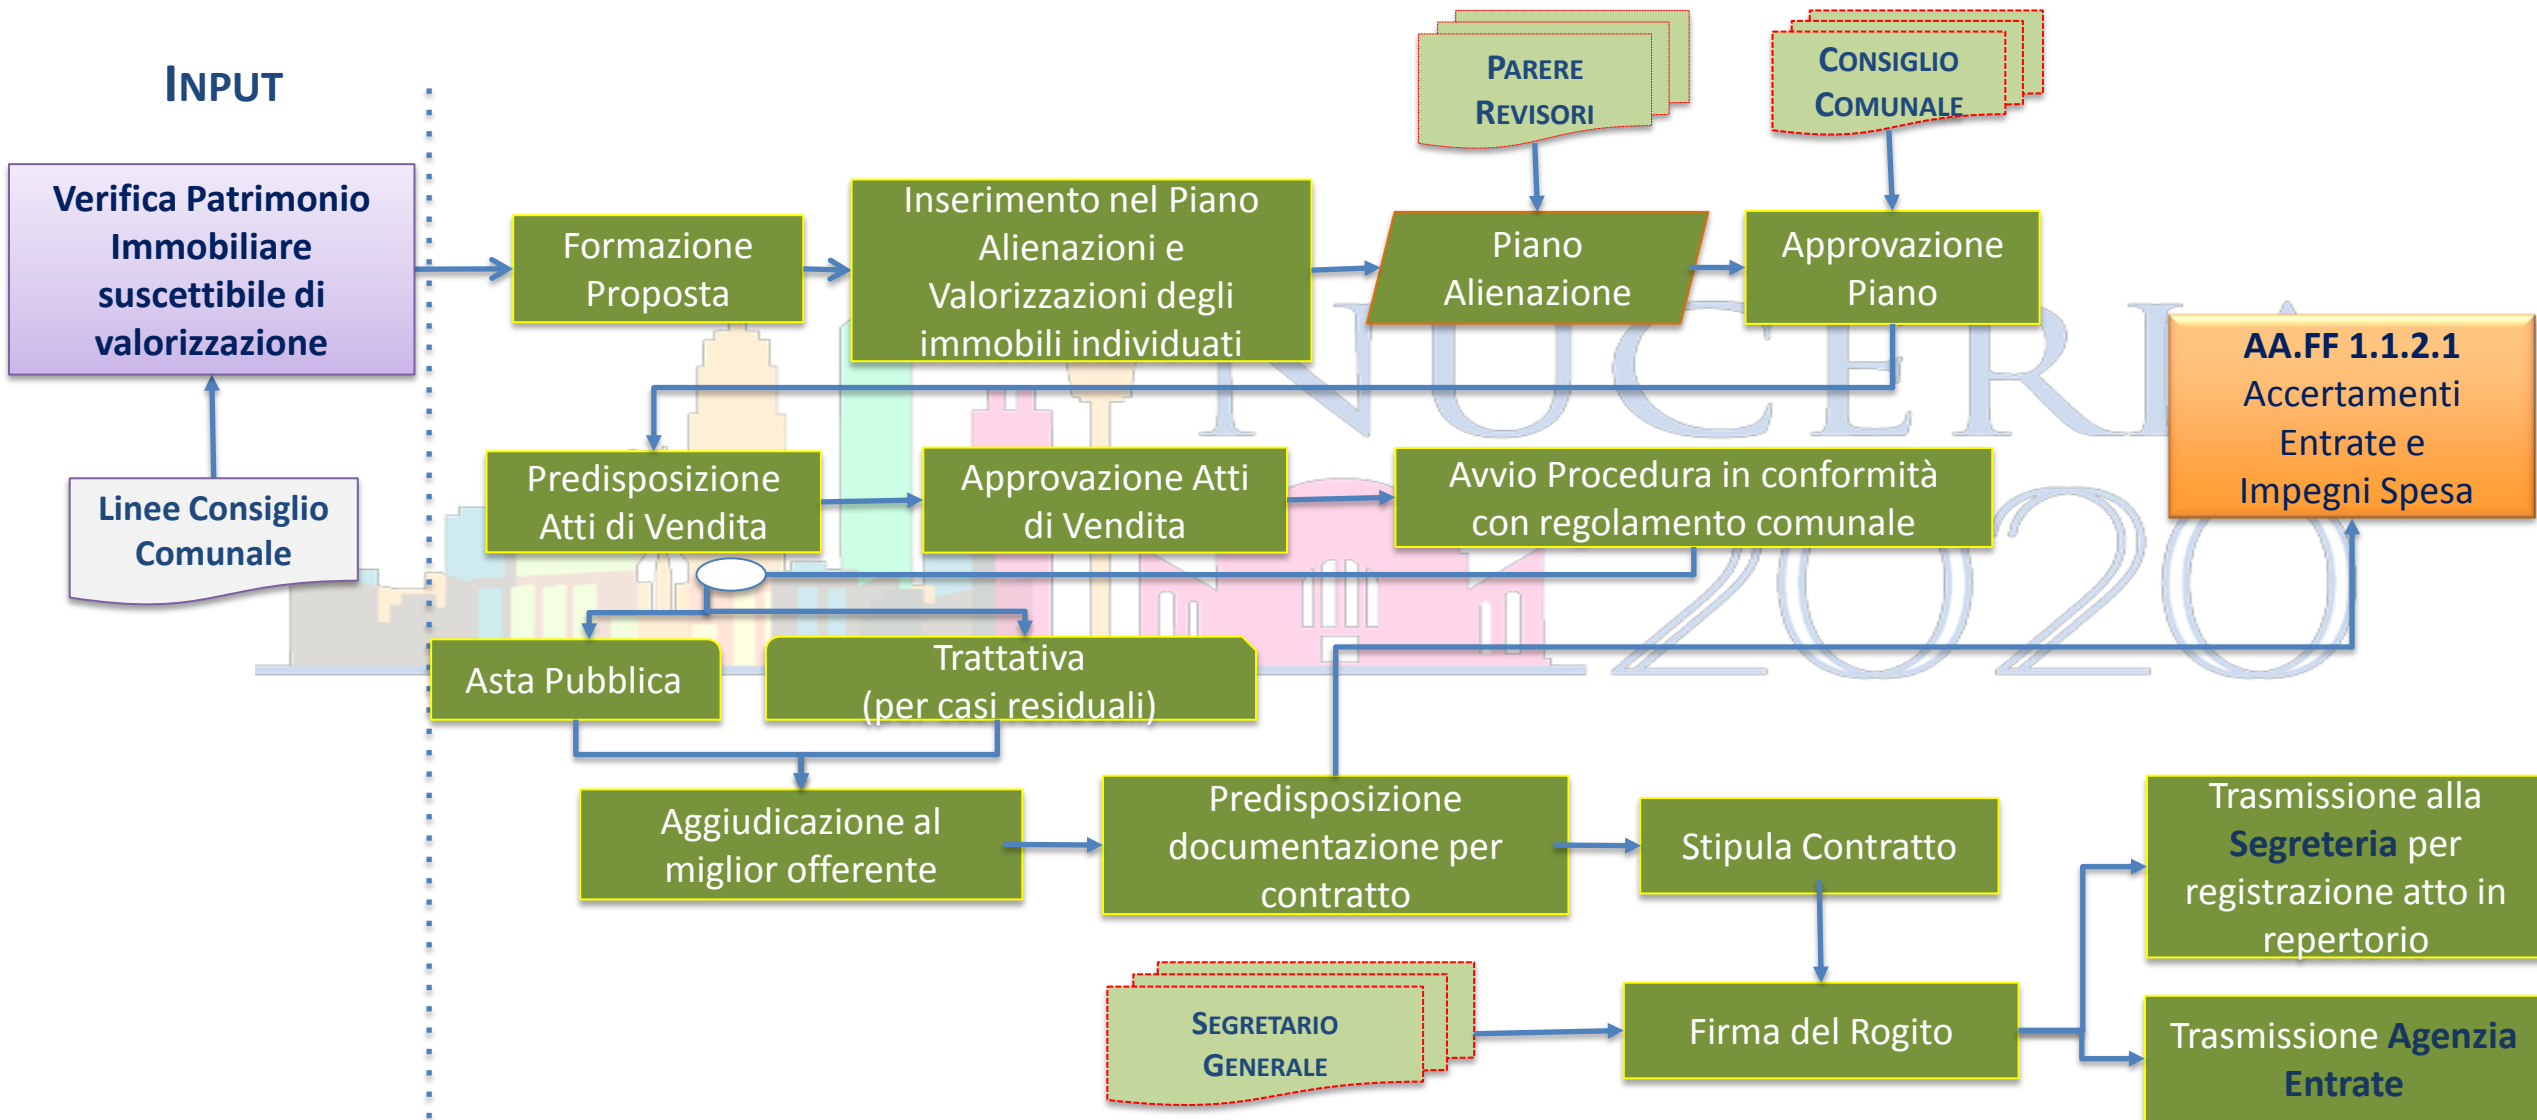 INPUT
PARERE
REVISORI
CONSIGLIO
COMUNALE
Verifica Patrimonio
Immobiliare
suscettibile di
valorizzazione
Formazione
Proposta
Inserimento nel Piano
Alienazioni e
Valorizzazioni degli
immobili individuati
Piano
Alienazione
Approvazione
Piano
NUCERIA
2020
AA.FF 1.1.2.1
Accertamenti
Entrate e
Impegni Spesa
Linee Consiglio
Comunale
Predisposizione
Atti di Vendita
Approvazione Atti
di Vendita
Avvio Procedura in conformità
con regolamento comunale
Asta Pubblica
Trattativa
(per casi residuali)
Aggiudicazione al
miglior offerente
Predisposizione
documentazione per
contratto
Stipula Contratto
Trasmissione alla
Segreteria per
registrazione atto in
repertorio
SEGRETARIO
GENERALE
Firma del Rogito
Trasmissione Agenzia
Entrate